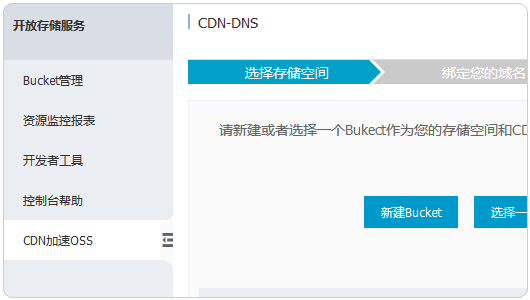 开放存储服务
Bucket管理
资源监控报表
开发者工具
控制台帮助
CDN加速OSS
CDN-DNS
选择存储空间
绑定您的域名
请新建或者选择一个Bukect作为您的存储空间和CD
新建Bucket
选择一